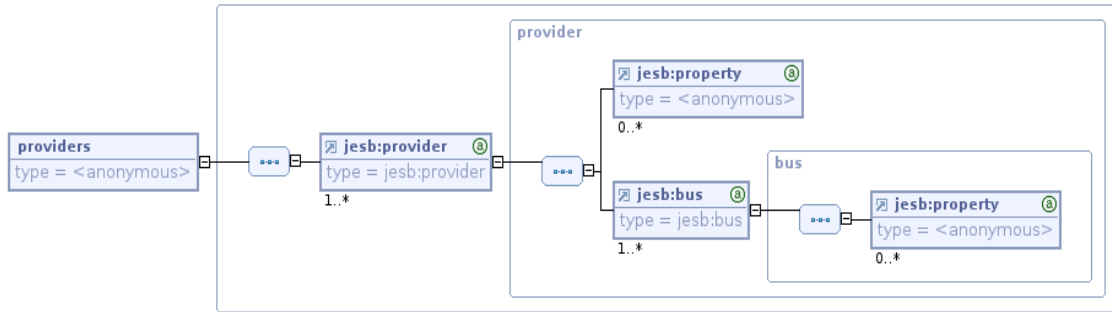 provider
jesb:property a
type = <anonymous>
0..*
providers
type = <anonymous>
jesb:provider a
type = jesb:provider
1..*
bus
jesb:bus a
type = jesb:bus
1..*
jesb:property a
type = <anonymous>
0..*